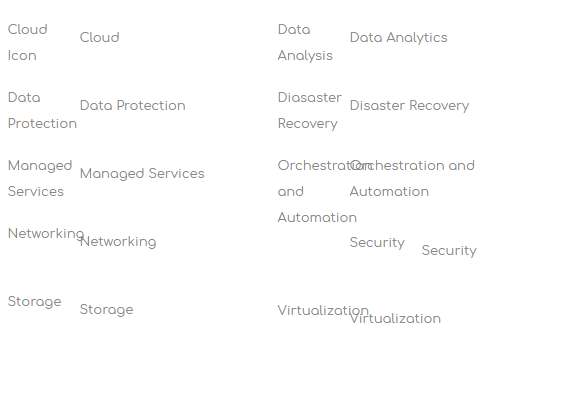 Cloud
Icon
Cloud
Data
Analysis
Data Analytics
Data
Protection
Data Protection
Diasaster
Recovery
Disaster Recovery
Managed
Services
Managed Services
Orchestration
and
Automation
Orchestration and
Automation
Networking
Networking
Security
Security
Storage
Storage
Virtualization
Virtualization